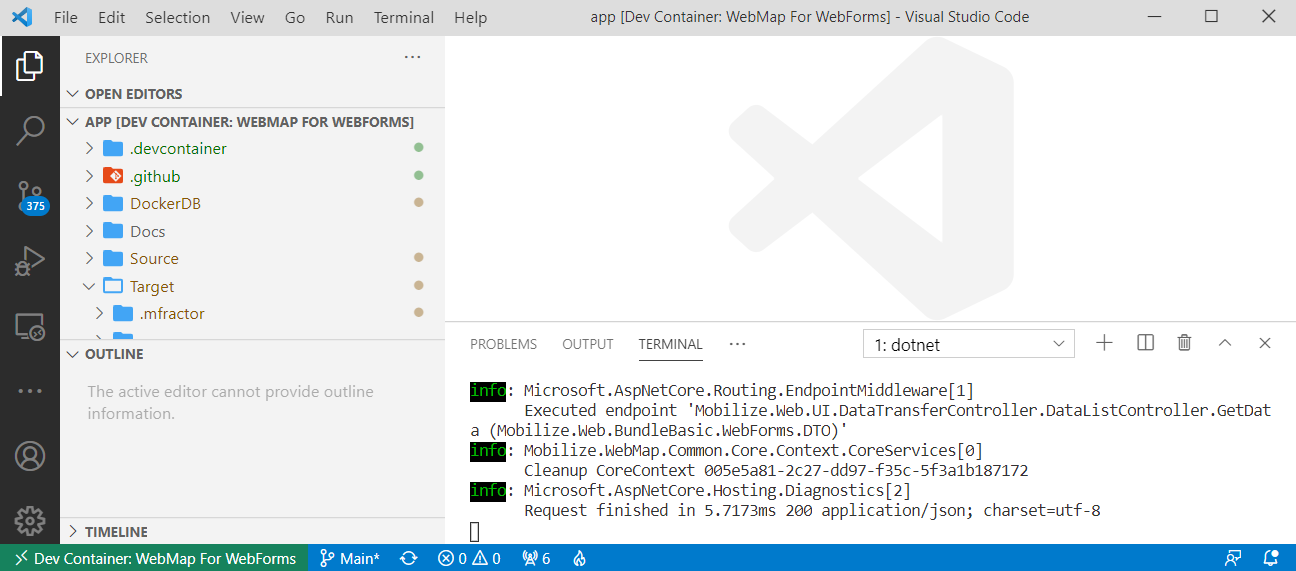 File Edit Selection View Go Run Terminal Help app [Dev Container: WebMap For WebForms] - Visual Studio Code
EXPLORER
OPEN EDITORS
APP [DEV CONTAINER: WEBMAP FOR WEBFORMS]
.devcontainer
.github
DockerDB
Docs
Source
Target
.mfractor
375
OUTLINE
The active editor cannot provide outline
information.
TIMELINE
PROBLEMS OUTPUT TERMINAL ··· 1: dotnet
info: Microsoft.AspNetCore.Routing.EndpointMiddleware[1]
Executed endpoint 'Mobilize.Web.UI.DataTransferController.DataListController.GetDat
a (Mobilize.Web.BundleBasic.WebForms.DTO)'
info: Mobilize.WebMap.Common.Core.Context.CoreServices[0]
Cleanup CoreContext 005e5a81-2c27-dd97-f35c-5f3a1b187172
info: Microsoft.AspNetCore.Hosting.Diagnostics[2]
Request finished in 5.7173ms 200 application/json; charset=utf-8
Dev Container: WebMap For WebForms Main* 0 0 6